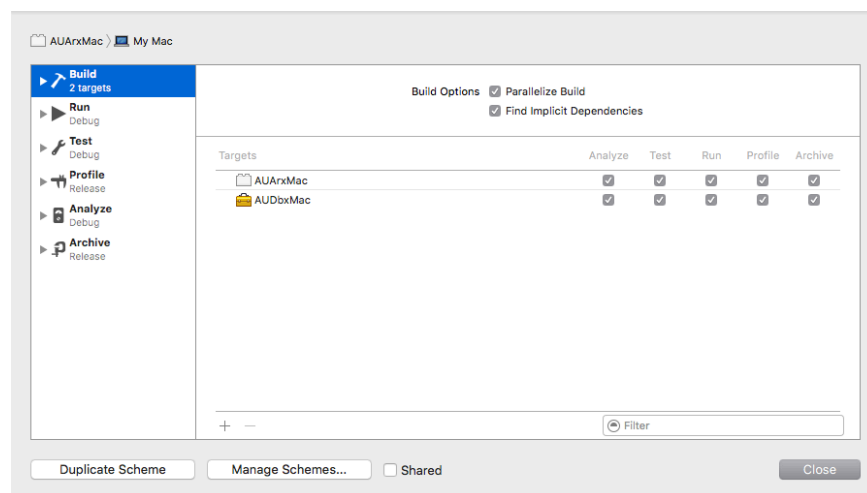 AUArxMac 〉 My Mac
Build
2 targets
Run
Debug
Test
Debug
Profile
Release
Analyze
Debug
Archive
Release
Build Options Parallelize Build
Find Implicit Dependencies
Targets Analyze Test Run Profile Archive
AUArxMac
AUDbxMac
+ − Filter
Duplicate Scheme Manage Schemes... Shared Close